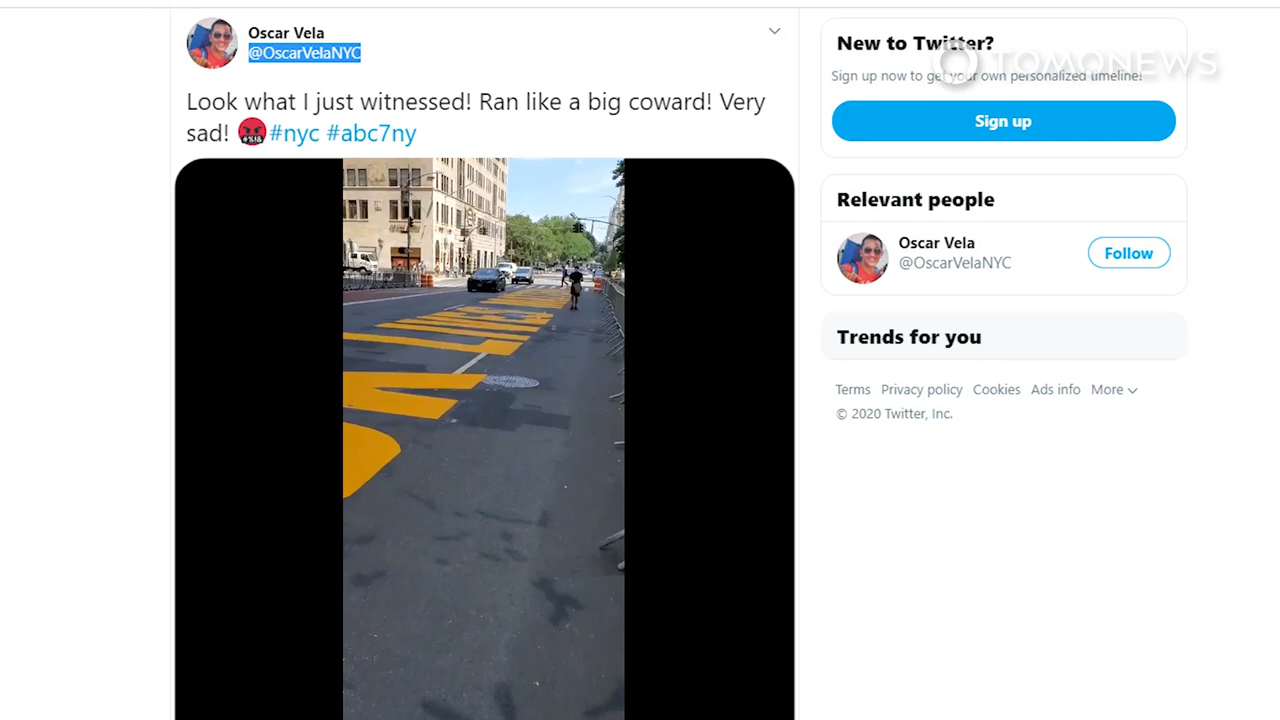 Oscar Vela
@OscarVelaNYC
Look what I just witnessed! Ran like a big coward! Very
sad! #nyc #abc7ny
New to Twitter?
Sign up now to get your own personalized timeline!
TOMONEWS
Sign up
Relevant people
Oscar Vela
@OscarVelaNYC
Follow
Trends for you
Terms Privacy policy Cookies Ads info More
© 2020 Twitter, Inc.